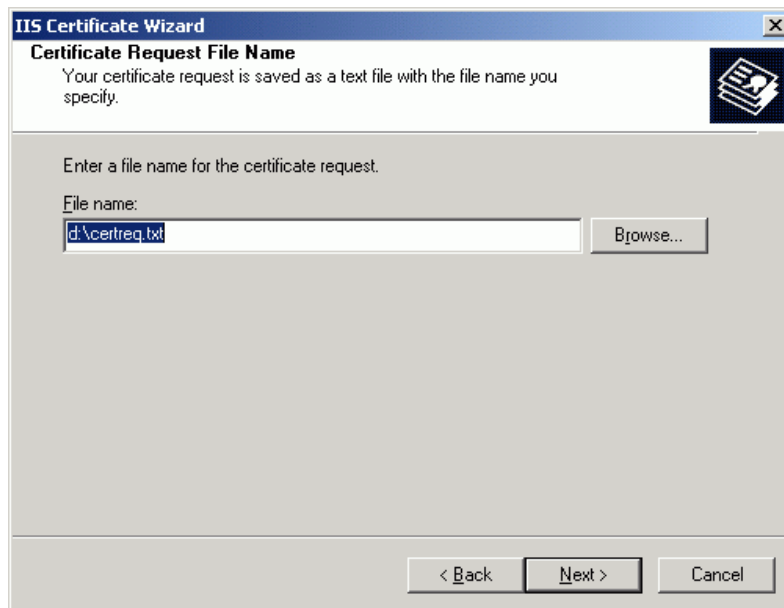 IIS Certificate Wizard
Certificate Request File Name
Your certificate request is saved as a text file with the file name you
specify.
Enter a file name for the certificate request.
File name:
d:\certreq.txt
Browse...
< Back
Next >
Cancel